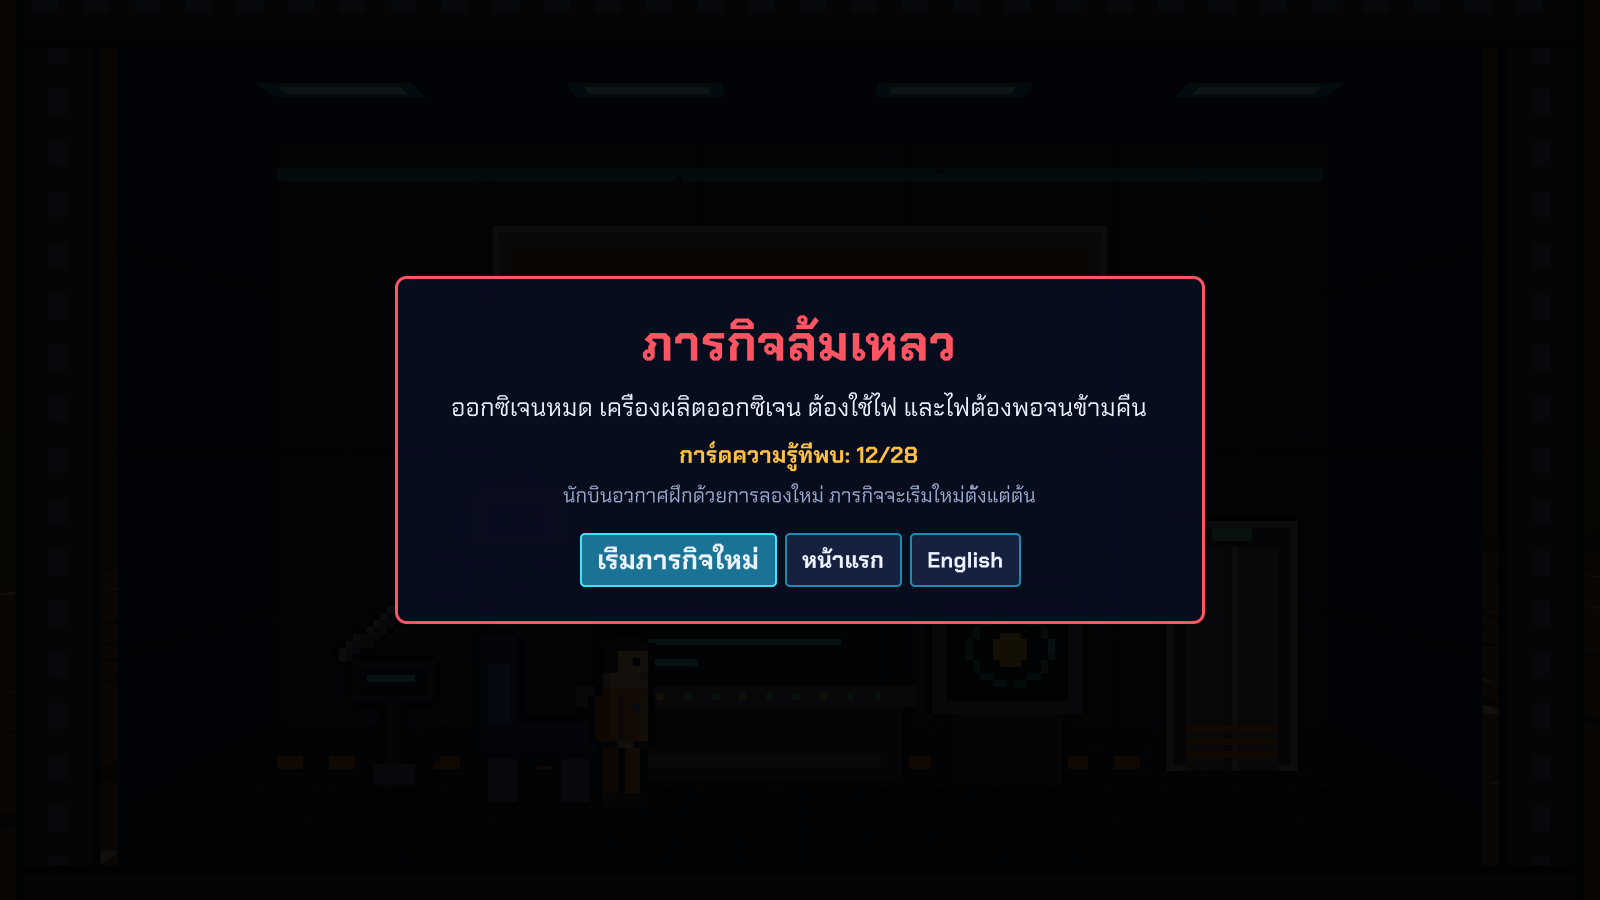 ภารกิจล้มเหลว
ออกซิเจนหมด เครื่องผลิตออกซิเจน ต้องใช้ไฟ และไฟต้องพอจนข้ามคืน
การ์ดความรู้ที่พบ: 12/28
นักบินอวกาศฝึกด้วยการลองใหม่ ภารกิจจะเริ่มใหม่ตั้งแต่ต้น
เริ่มภารกิจใหม่ หน้าแรก English